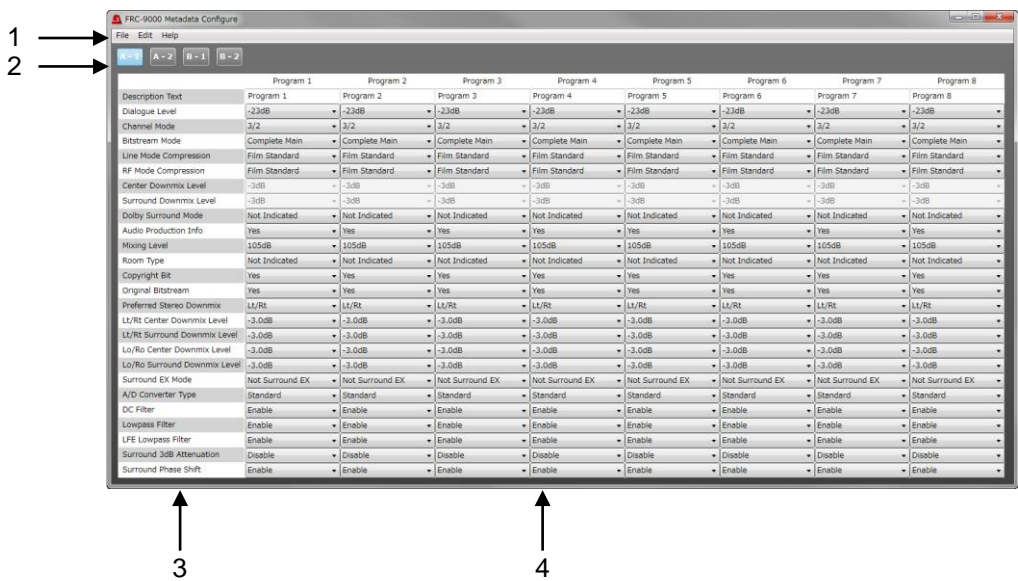 FRC-9000 Metadata Configure
1
File Edit Help
2
A-1 A-2 B-1 B-2
Program 1 Program 2 Program 3 Program 4 Program 5 Program 6 Program 7 Program 8
Description Text Program 1 Program 2 Program 3 Program 4 Program 5 Program 6 Program 7 Program 8
Dialogue Level -23dB -23dB -23dB -23dB -23dB -23dB -23dB -23dB
Channel Mode 3/2 3/2 3/2 3/2 3/2 3/2 3/2 3/2
Bitstream Mode Complete Main Complete Main Complete Main Complete Main Complete Main Complete Main Complete Main Complete Main
Line Mode Compression Film Standard Film Standard Film Standard Film Standard Film Standard Film Standard Film Standard Film Standard
RF Mode Compression Film Standard Film Standard Film Standard Film Standard Film Standard Film Standard Film Standard Film Standard
Center Downmix Level -3dB -3dB -3dB -3dB -3dB -3dB -3dB -3dB
Surround Downmix Level -3dB -3dB -3dB -3dB -3dB -3dB -3dB -3dB
Dolby Surround Mode Not Indicated Not Indicated Not Indicated Not Indicated Not Indicated Not Indicated Not Indicated Not Indicated
Audio Production Info Yes Yes Yes Yes Yes Yes Yes Yes
Mixing Level 105dB 105dB 105dB 105dB 105dB 105dB 105dB 105dB
Room Type Not Indicated Not Indicated Not Indicated Not Indicated Not Indicated Not Indicated Not Indicated Not Indicated
Copyright Bit Yes Yes Yes Yes Yes Yes Yes Yes
Original Bitstream Yes Yes Yes Yes Yes Yes Yes Yes
Preferred Stereo Downmix Lt/Rt Lt/Rt Lt/Rt Lt/Rt Lt/Rt Lt/Rt Lt/Rt Lt/Rt
Lt/Rt Center Downmix Level -3.0dB -3.0dB -3.0dB -3.0dB -3.0dB -3.0dB -3.0dB -3.0dB
Lt/Rt Surround Downmix Level -3.0dB -3.0dB -3.0dB -3.0dB -3.0dB -3.0dB -3.0dB -3.0dB
Lo/Ro Center Downmix Level -3.0dB -3.0dB -3.0dB -3.0dB -3.0dB -3.0dB -3.0dB -3.0dB
Lo/Ro Surround Downmix Level -3.0dB -3.0dB -3.0dB -3.0dB -3.0dB -3.0dB -3.0dB -3.0dB
Surround EX Mode Not Surround EX Not Surround EX Not Surround EX Not Surround EX Not Surround EX Not Surround EX Not Surround EX Not Surround EX
A/D Converter Type Standard Standard Standard Standard Standard Standard Standard Standard
DC Filter Enable Enable Enable Enable Enable Enable Enable Enable
Lowpass Filter Enable Enable Enable Enable Enable Enable Enable Enable
LFE Lowpass Filter Enable Enable Enable Enable Enable Enable Enable Enable
Surround 3dB Attenuation Disable Disable Disable Disable Disable Disable Disable Disable
Surround Phase Shift Enable Enable Enable Enable Enable Enable Enable Enable
3 4